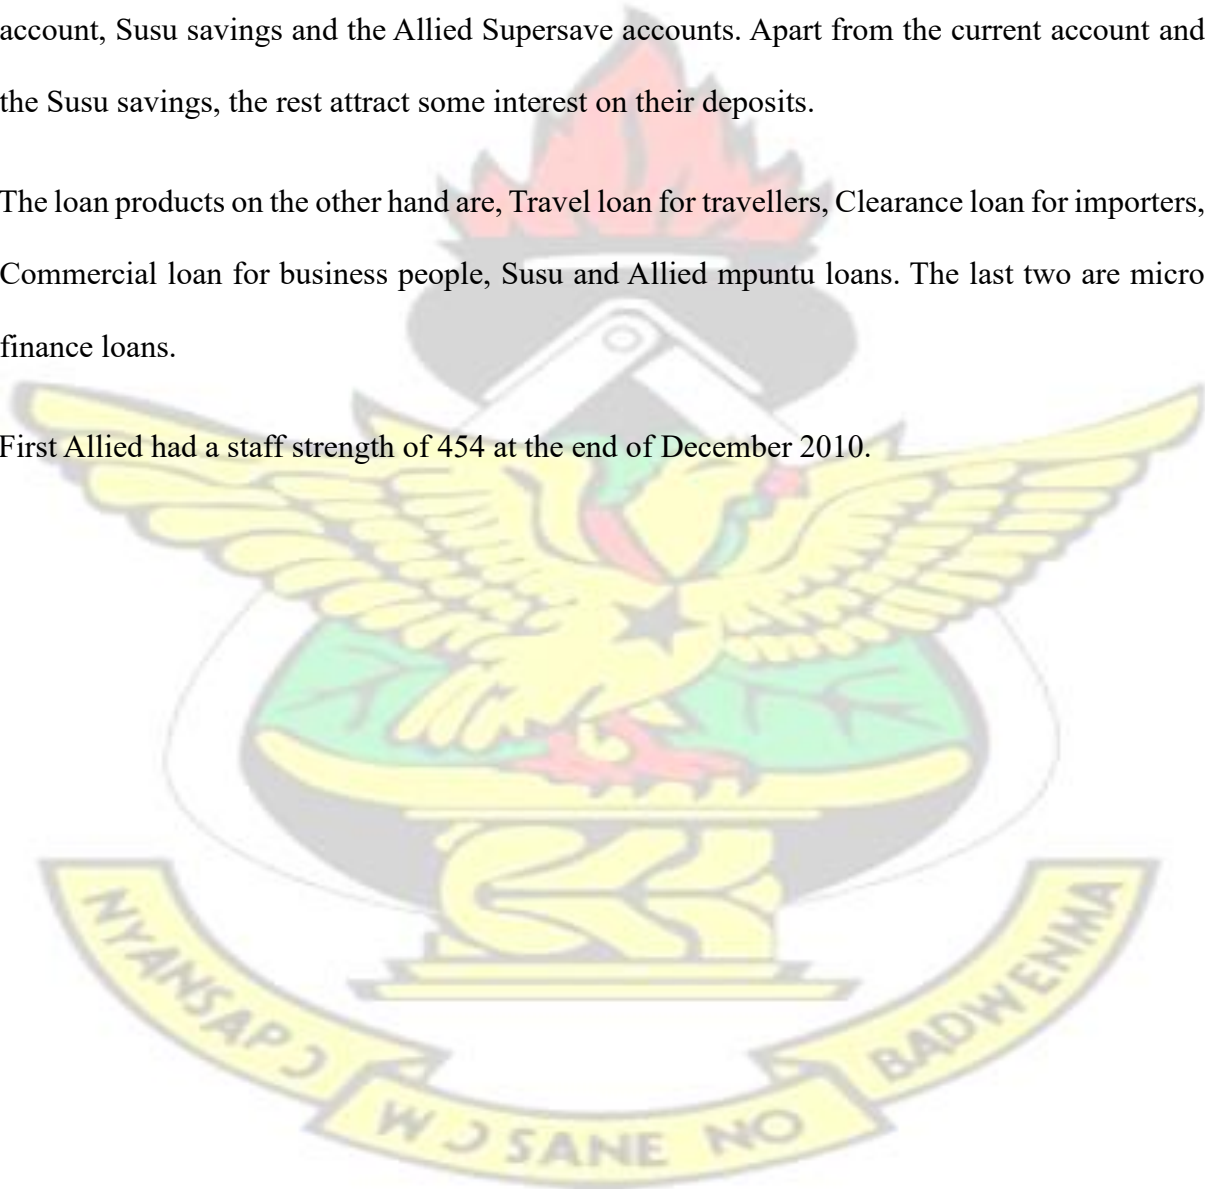 account, Susu savings and the Allied Supersave accounts. Apart from the current account and
the Susu savings, the rest attract some interest on their deposits.
The loan products on the other hand are, Travel loan for travellers, Clearance loan for importers,
Commercial loan for business people, Susu and Allied mpuntu loans. The last two are micro
finance loans.
First Allied had a staff strength of 454 at the end of December 2010.
NYANSAPƆ
WƆSANE NO
BADWENMA